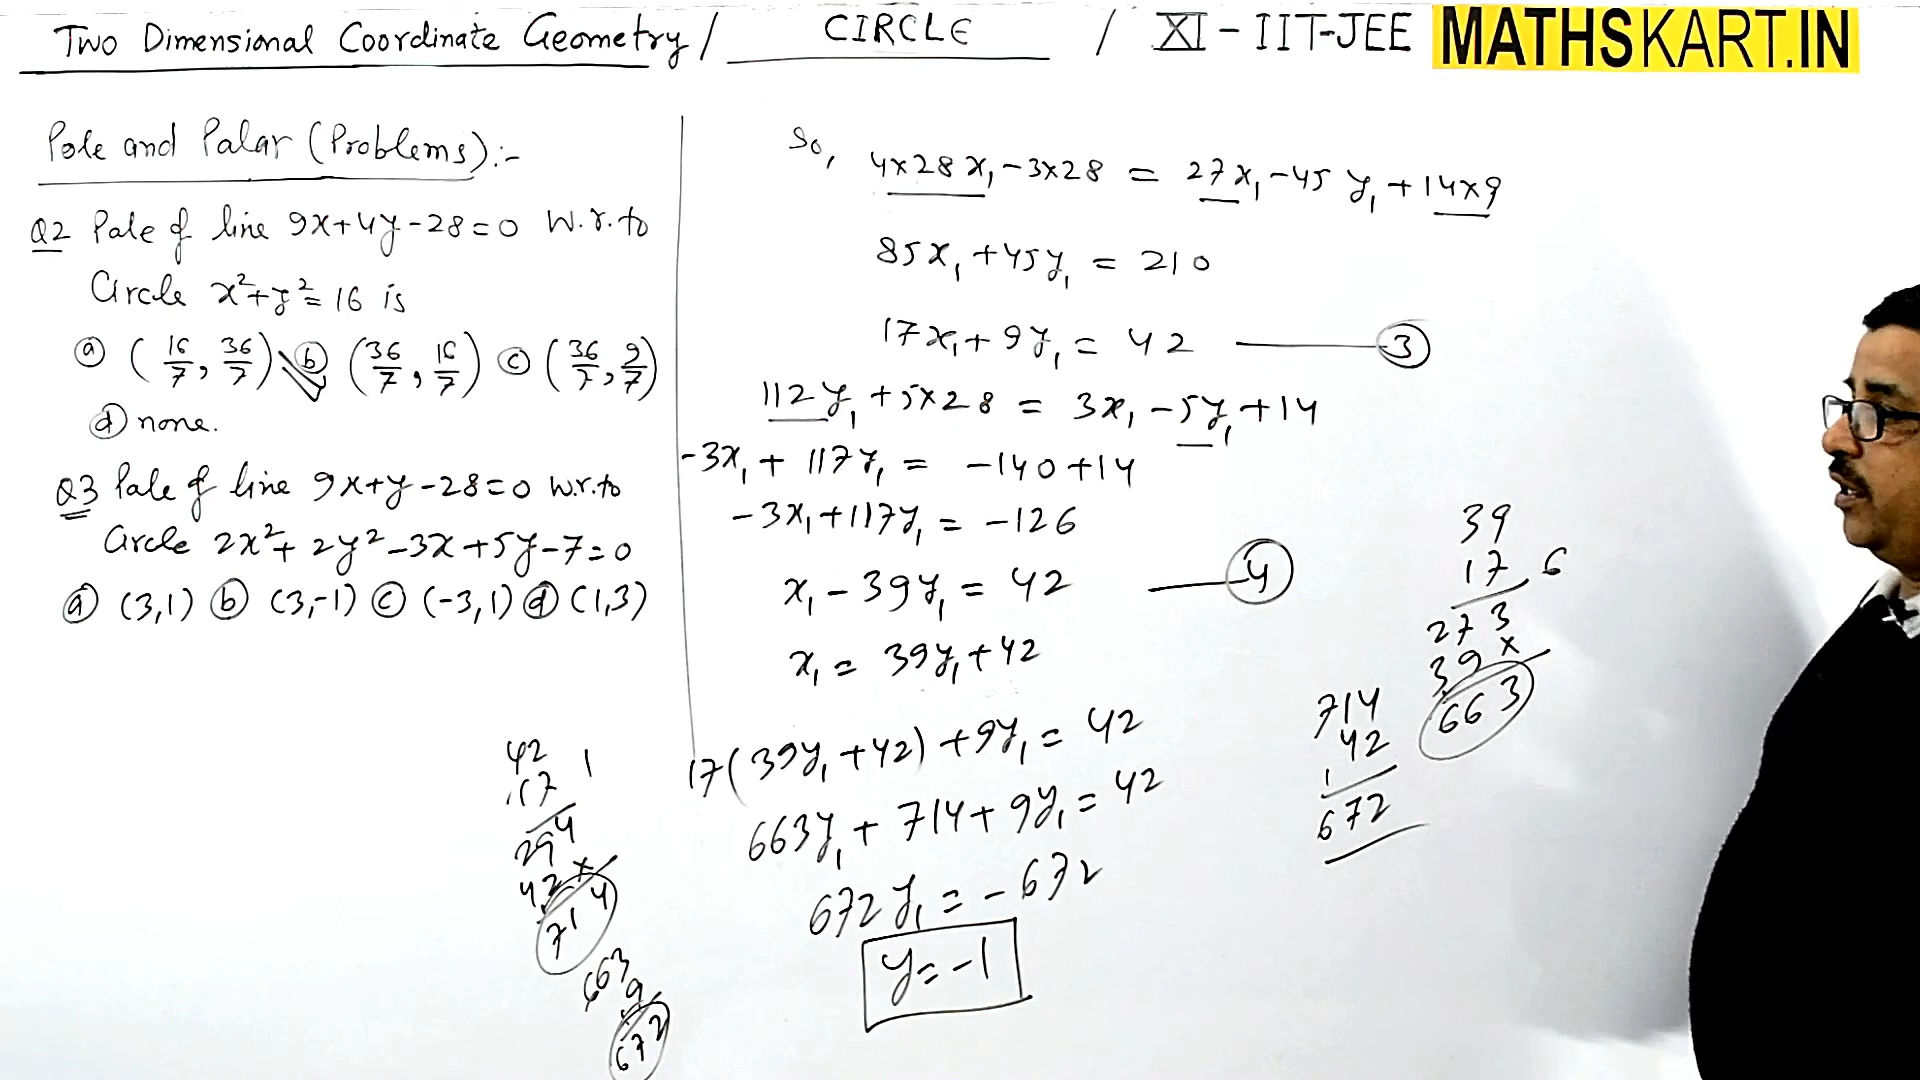 Two Dimensional Coordinate Geometry / CIRCLE / XI - IIT-JEE MATHSKART.IN
Pole and Palar (Problems):-
Q2 Pale of line 9x+4y-28=0 w.r.to
Circle x²+y²=16 is
(a) (16/7, 36/7) (b) (36/7, 16/7) (c) (36/7, 9/7)
(d) none.
Q3 Pale of line 9x+y-28=0 w.r.to
Circle 2x²+2y²-3x+5y-7=0
(a) (3,1) (b) (3,-1) (c) (-3,1) (d) (1,3)
42
17 1
294
42×
714
663
9
672
So,
4×28x₁-3×28 = 27x₁-45y₁+14×9
85x₁+45y₁ = 210
17x₁+9y₁ = 42 — (3)
112y₁+5×28 = 3x₁-5y₁+14
-3x₁+117y₁ = -140+14
-3x₁+117y₁ = -126
x₁-39y₁ = 42 — (4)
x₁ = 39y₁+42
17(39y₁+42)+9y₁ = 42
663y₁+714+9y₁ = 42
672y₁ = -672
y=-1
39
17 6
273
39×
663
714
42
1
672